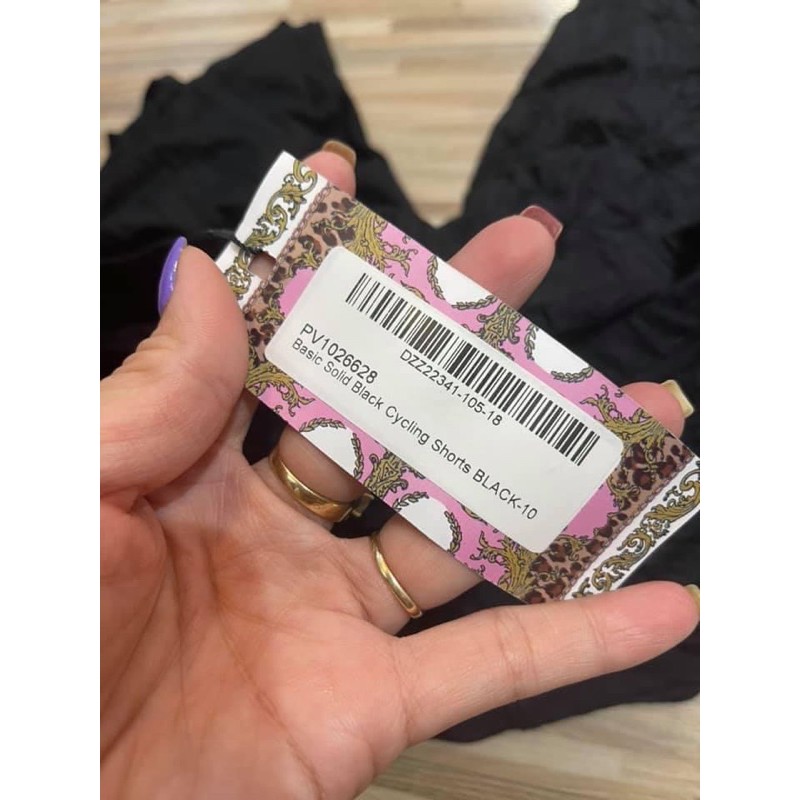 DZZ22341-105-18
PV1026628
Basic Solid Black Cycling Shorts BLACK-10